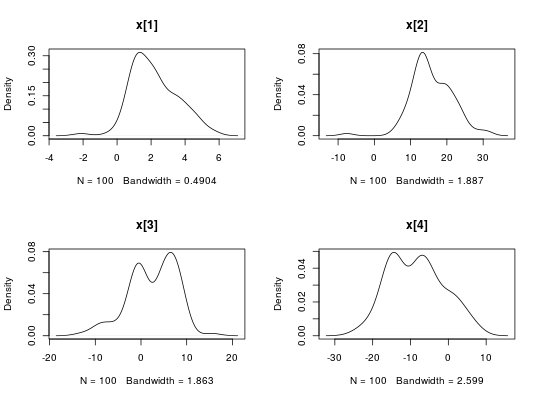 x[1]
Density
0.00 0.15 0.30
-4 -2 0 2 4 6
N = 100 Bandwidth = 0.4904
x[2]
Density
0.00 0.04 0.08
-10 0 10 20 30
N = 100 Bandwidth = 1.887
x[3]
Density
0.00 0.04 0.08
-20 -10 0 10 20
N = 100 Bandwidth = 1.863
x[4]
Density
0.00 0.02 0.04
-30 -20 -10 0 10
N = 100 Bandwidth = 2.599